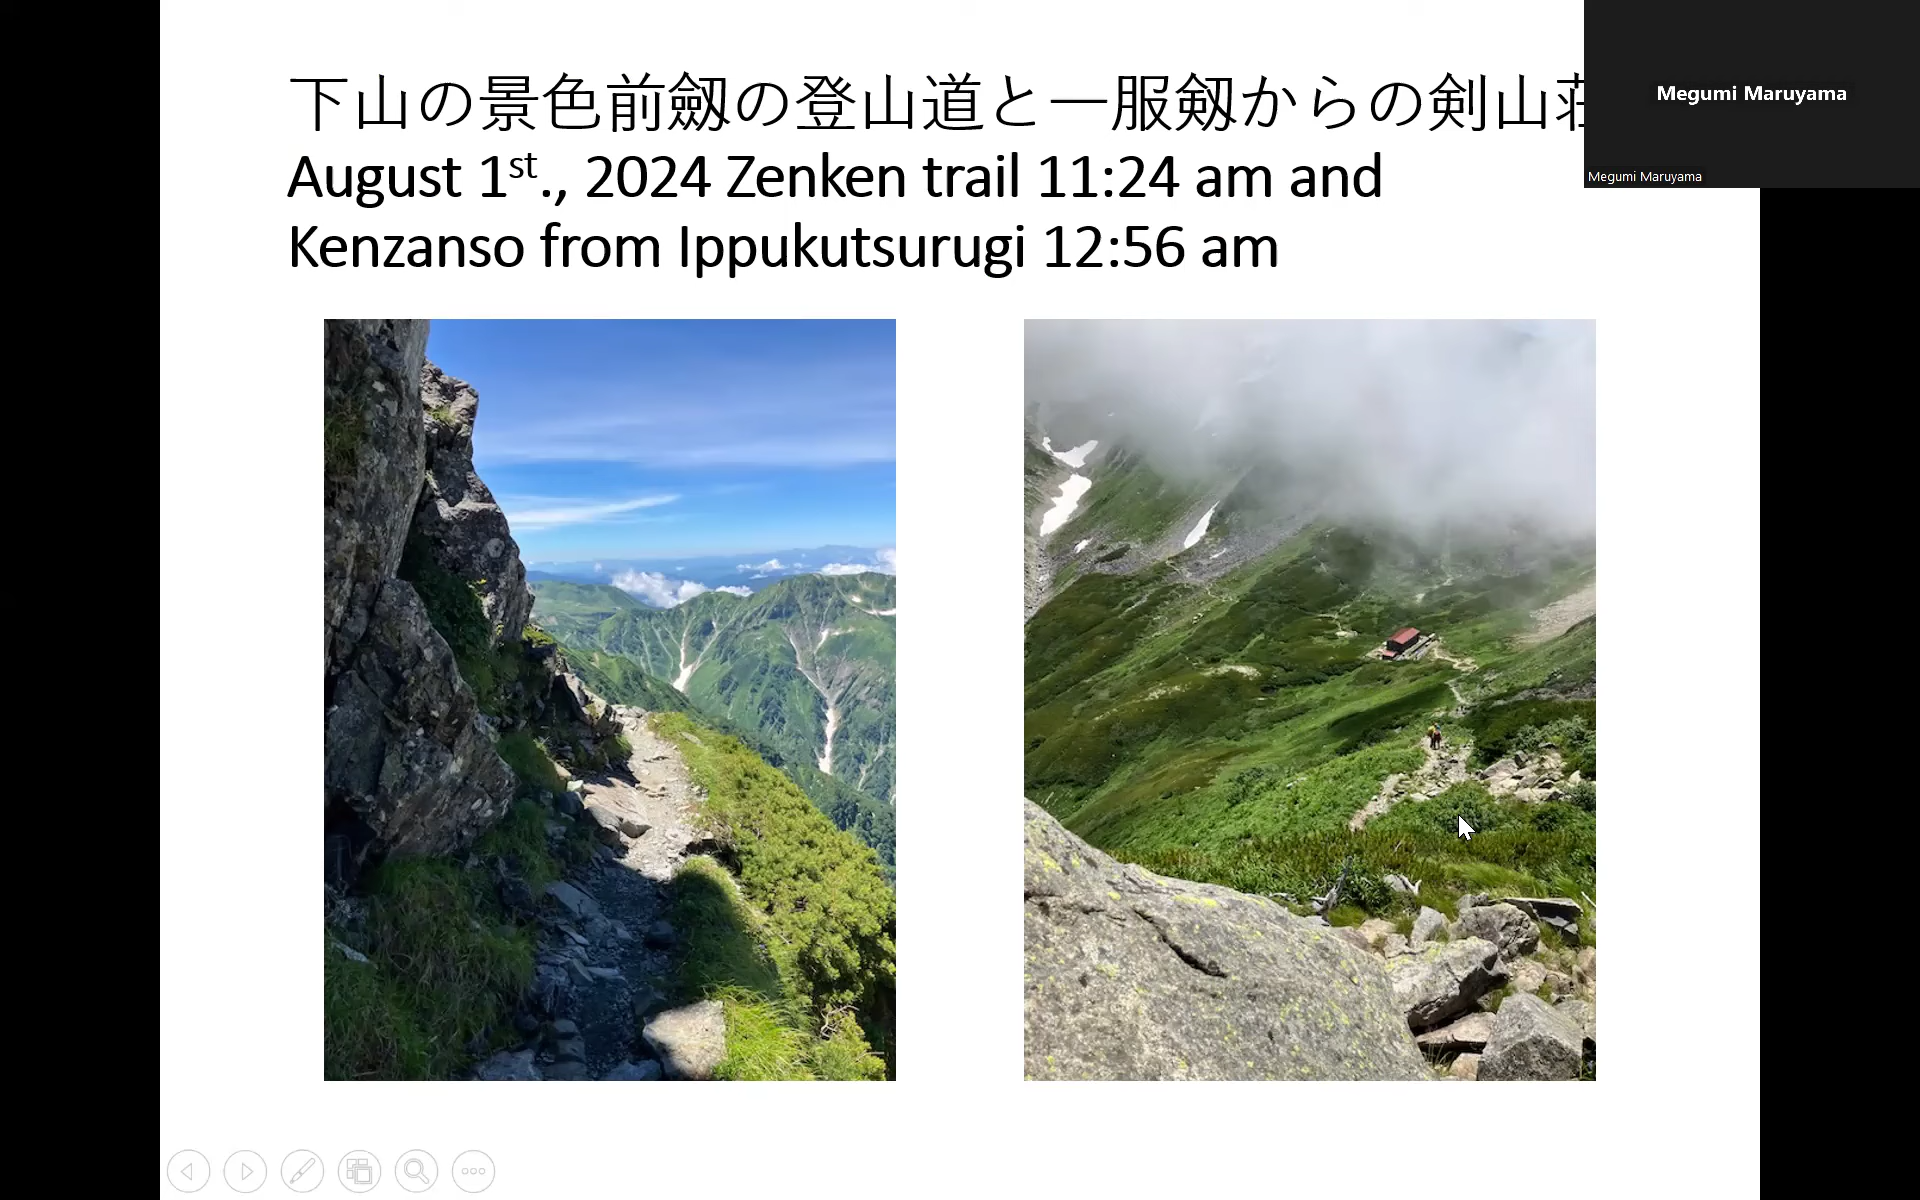 下山の景色前劔の登山道と一服剱からの剣山荘
August 1st., 2024 Zenken trail 11:24 am and
Kenzanso from Ippukutsurugi 12:56 am
Megumi Maruyama
Megumi Maruyama